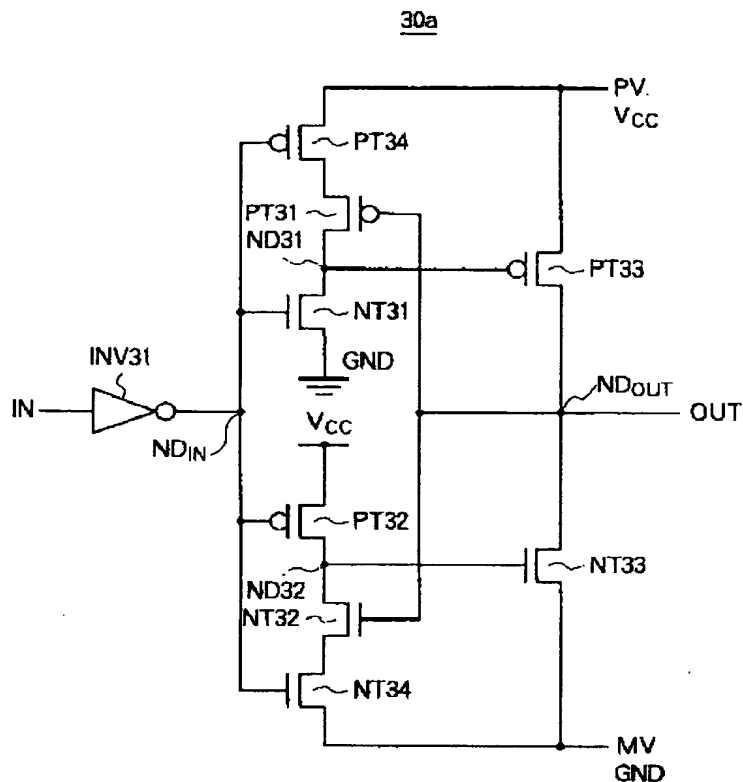 30a
PV.
VCC
PT34
PT31
ND31
PT33
NT31
INV31
GND
NDOUT
IN
OUT
VCC
NDIN
PT32
NT33
ND32
NT32
NT34
MV
GND